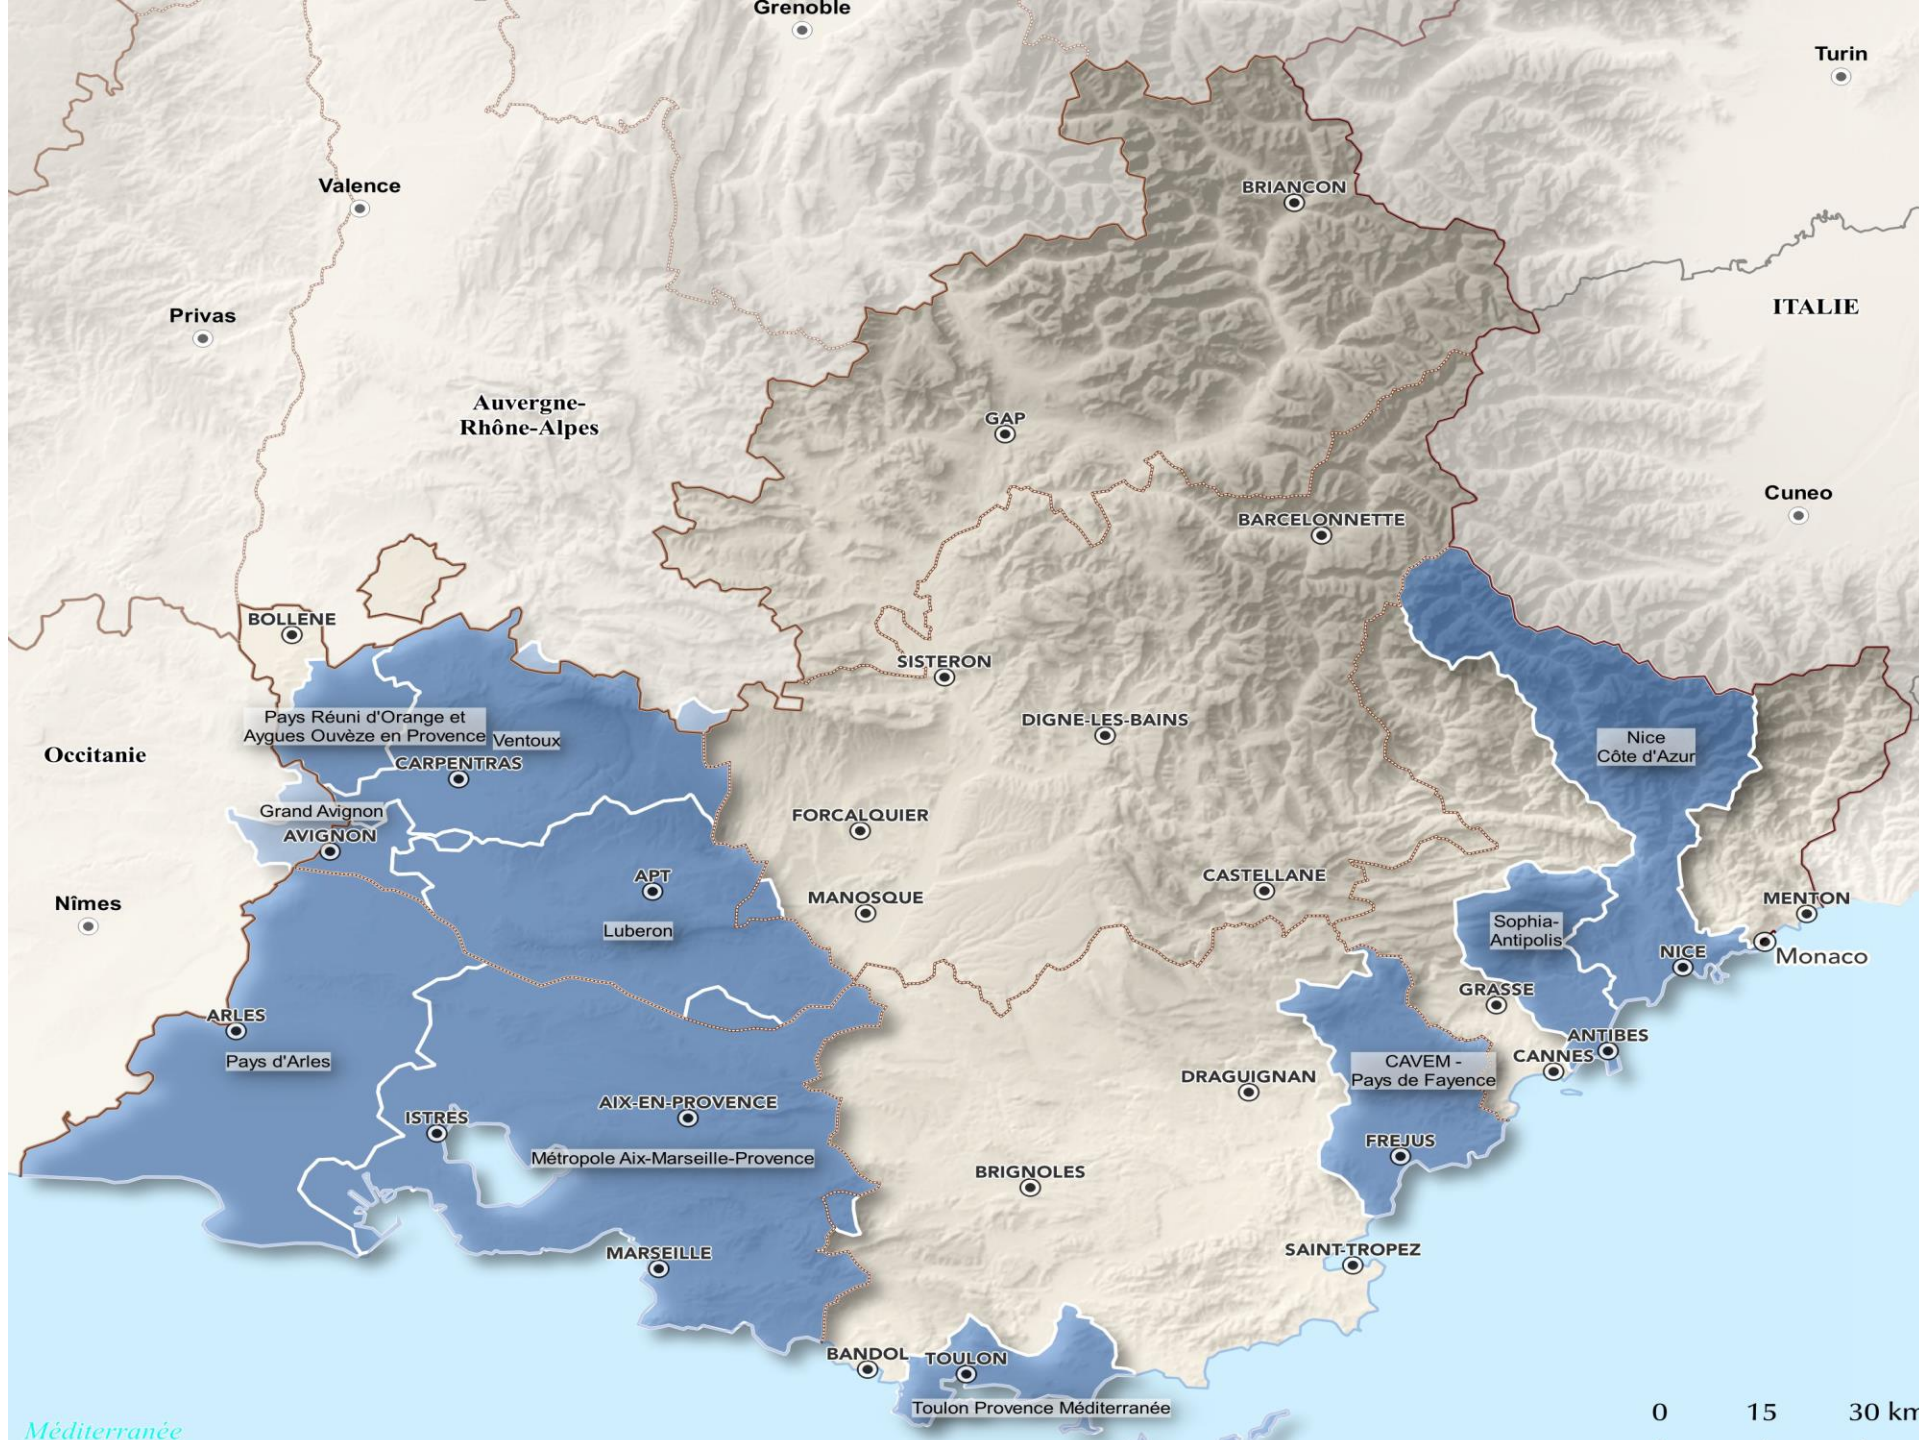 Grenoble
Turin
Valence
BRIANCON
Privas
ITALIE
Auvergne-
Rhône-Alpes
GAP
Cuneo
BARCELONNETTE
BOLLENE
SISTERON
Pays Réuni d'Orange et
Aygues Ouvèze en Provence
Ventoux
DIGNE-LES-BAINS
Nice
Côte d'Azur
Occitanie
CARPENTRAS
Grand Avignon
AVIGNON
FORCALQUIER
APT
CASTELLANE
MANOSQUE
MENTON
Nîmes
Luberon
Sophia-
Antipolis
NICE
Monaco
GRASSE
ARLES
Pays d'Arles
ANTIBES
CANNES
CAVEM -
Pays de Fayence
DRAGUIGNAN
AIX-EN-PROVENCE
ISTRES
Métropole Aix-Marseille-Provence
FREJUS
BRIGNOLES
MARSEILLE
SAINT-TROPEZ
BANDOL
TOULON
Toulon Provence Méditerranée
0 15 30 km
Méditerranée